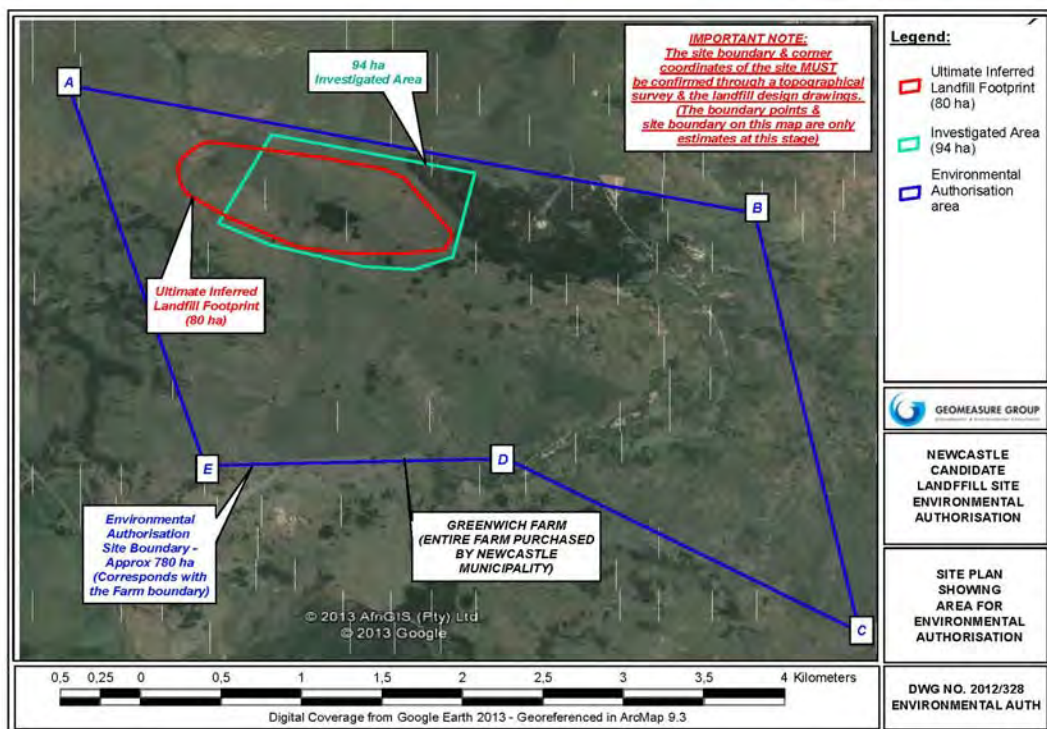 A
94 ha
Investigated Area
IMPORTANT NOTE:
The site boundary & corner
coordinates of the site MUST
be confirmed through a topographical
survey & the landfill design drawings.
(The boundary points &
site boundary on this map are only
estimates at this stage)
B
Ultimate Inferred
Landfill Footprint
(80 ha)
E
D
Environmental
Authorisation
Site Boundary -
Approx 780 ha
(Corresponds with
the Farm boundary)
GREENWICH FARM
(ENTIRE FARM PURCHASED
BY NEWCASTLE
MUNICIPALITY)
C
© 2013 AfriGIS (Pty) Ltd
© 2013 Google
0,5 0,25 0 0,5 1 1,5 2 2,5 3 3,5 4 Kilometers
Digital Coverage from Google Earth 2013 - Georeferenced in ArcMap 9.3
Legend:
Ultimate Inferred
Landfill Footprint
(80 ha)
Investigated Area
(94 ha)
Environmental
Authorisation
area
GEOMEASURE GROUP
NEWCASTLE
CANDIDATE
LANDFFILL SITE
ENVIRONMENTAL
AUTHORISATION
SITE PLAN
SHOWING
AREA FOR
ENVIRONMENTAL
AUTHORISATION
DWG NO. 2012/328
ENVIRONMENTAL AUTH